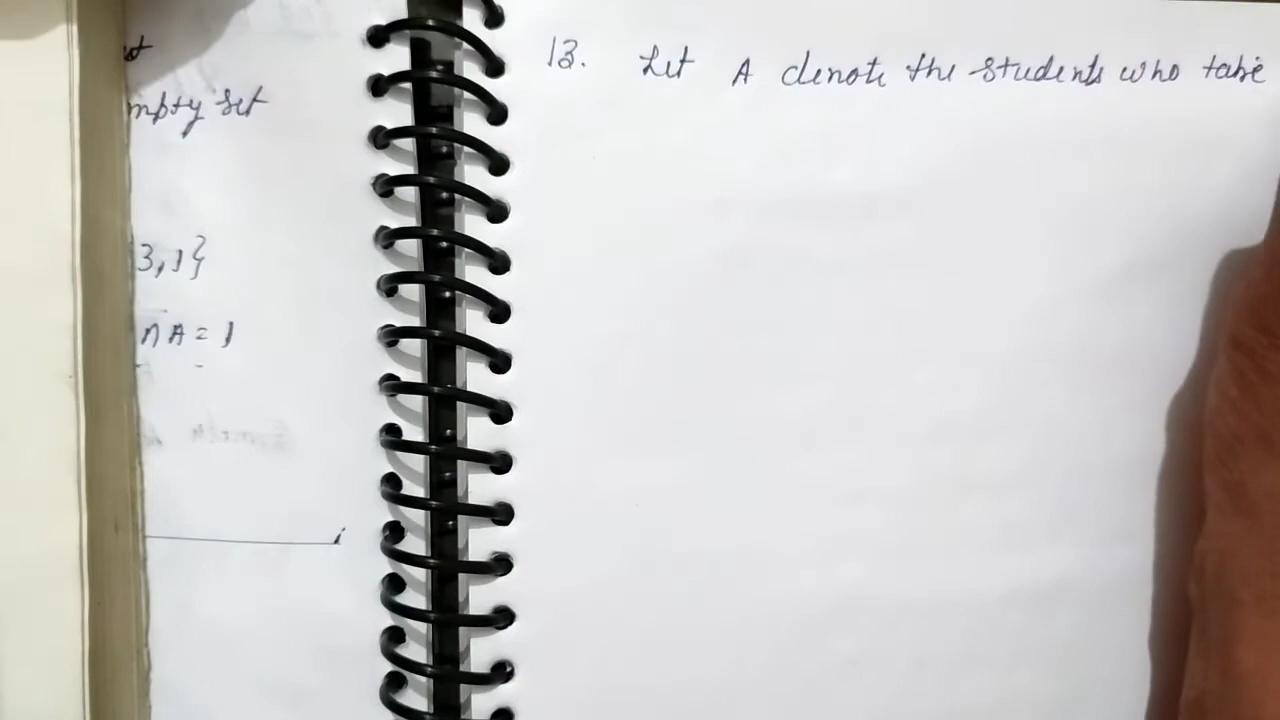 mpty set
3,1}
n A = 1
13. Let A denote the students who take